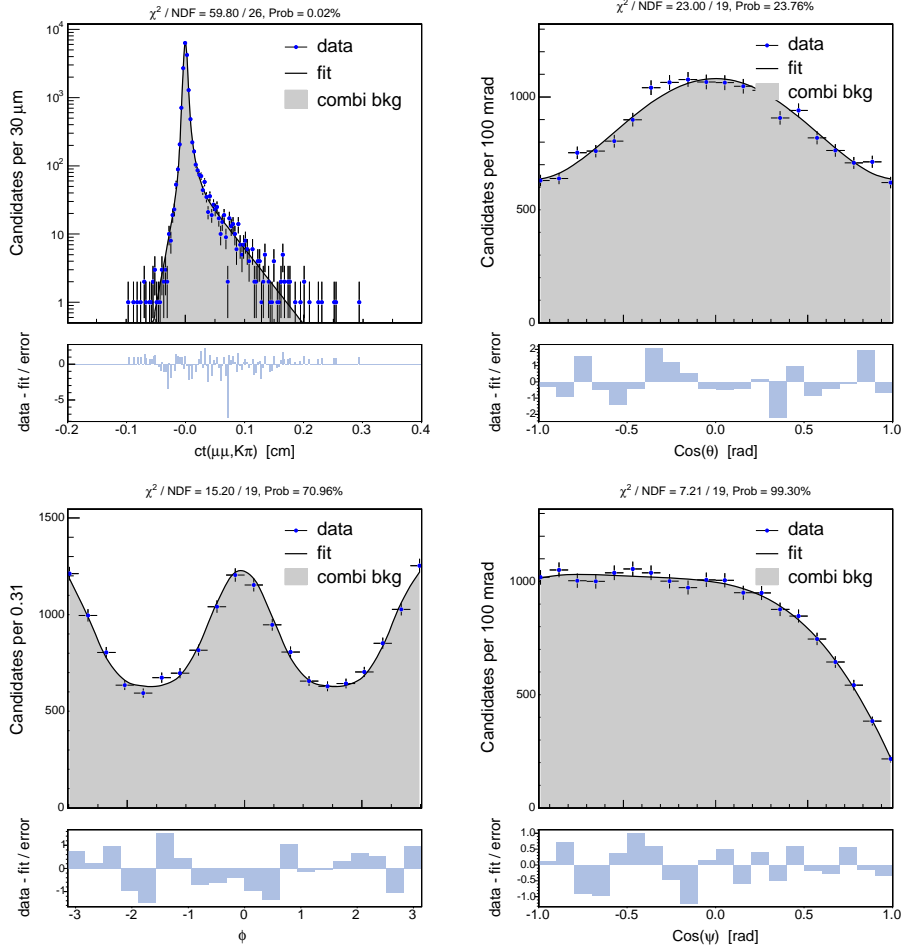 χ² / NDF = 59.80 / 26, Prob = 0.02%
Candidates per 30 μm
10⁴
10³
10²
10
1
data
fit
combi bkg
data - fit / error
0
-5
-0.2 -0.1 -0.0 0.1 0.2 0.3 0.4
ct(μμ,Kπ) [cm]
χ² / NDF = 23.00 / 19, Prob = 23.76%
Candidates per 100 mrad
1000
500
0
data
fit
combi bkg
data - fit / error
2
1
0
-1
-2
-1.0 -0.5 0.0 0.5 1.0
Cos(θ) [rad]
χ² / NDF = 15.20 / 19, Prob = 70.96%
Candidates per 0.31
1500
1000
500
0
data
fit
combi bkg
data - fit / error
1
0
-1
-3 -2 -1 0 1 2 3
ϕ
χ² / NDF = 7.21 / 19, Prob = 99.30%
Candidates per 100 mrad
1000
500
0
data
fit
combi bkg
data - fit / error
1.0
0.5
0.0
-0.5
-1.0
-1.0 -0.5 0.0 0.5 1.0
Cos(ψ) [rad]